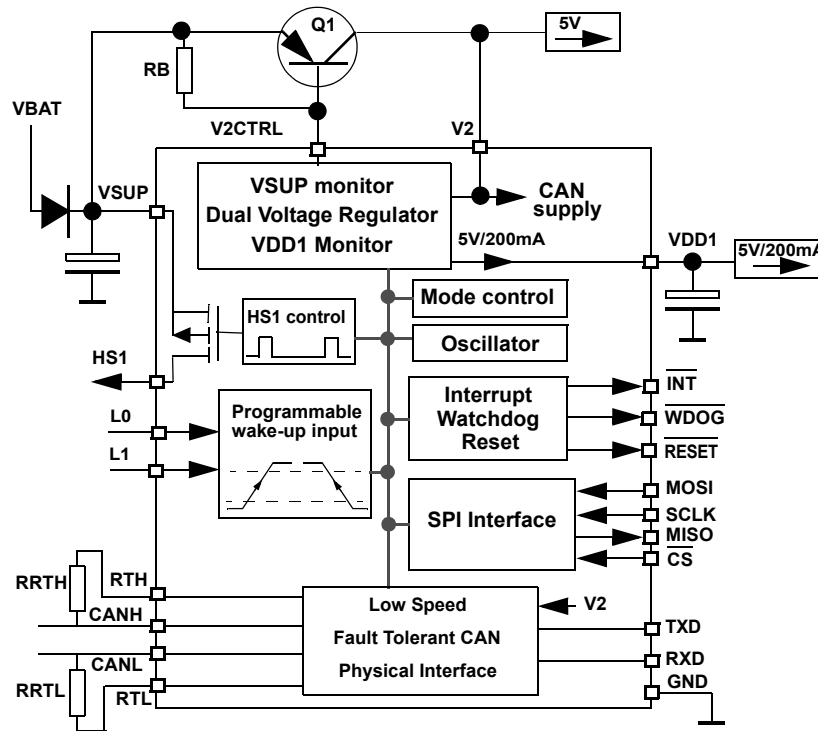 Q1
5V
RB
VBAT
V2CTRL
V2
VSUP
VSUP monitor
Dual Voltage Regulator
VDD1 Monitor
CAN
supply
5V/200mA
VDD1
5V/200mA
HS1 control
Mode control
Oscillator
HS1
L0
L1
Programmable
wake-up input
Interrupt
Watchdog
Reset
INT
WDOG
RESET
SPI Interface
MOSI
SCLK
MISO
CS
RRTH
RTH
CANH
CANL
RRTL
RTL
Low Speed
Fault Tolerant CAN
Physical Interface
V2
TXD
RXD
GND